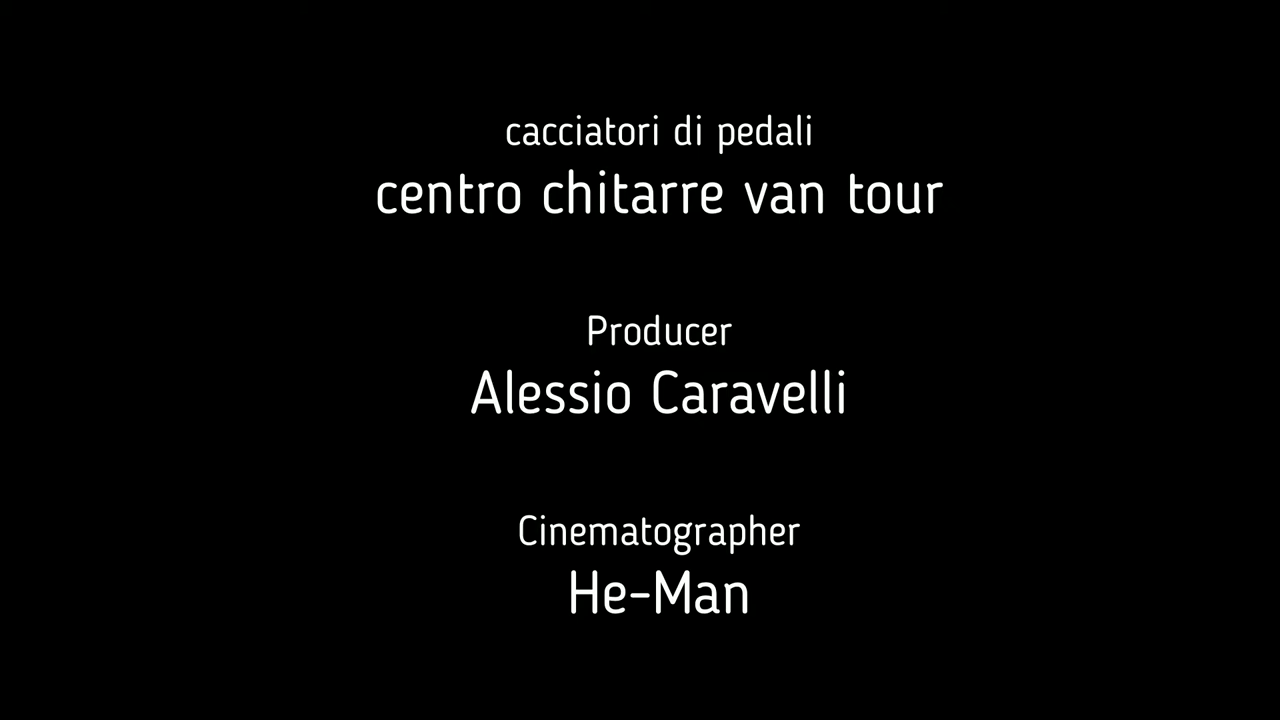 cacciatori di pedali
centro chitarre van tour
Producer
Alessio Caravelli
Cinematographer
He-Man